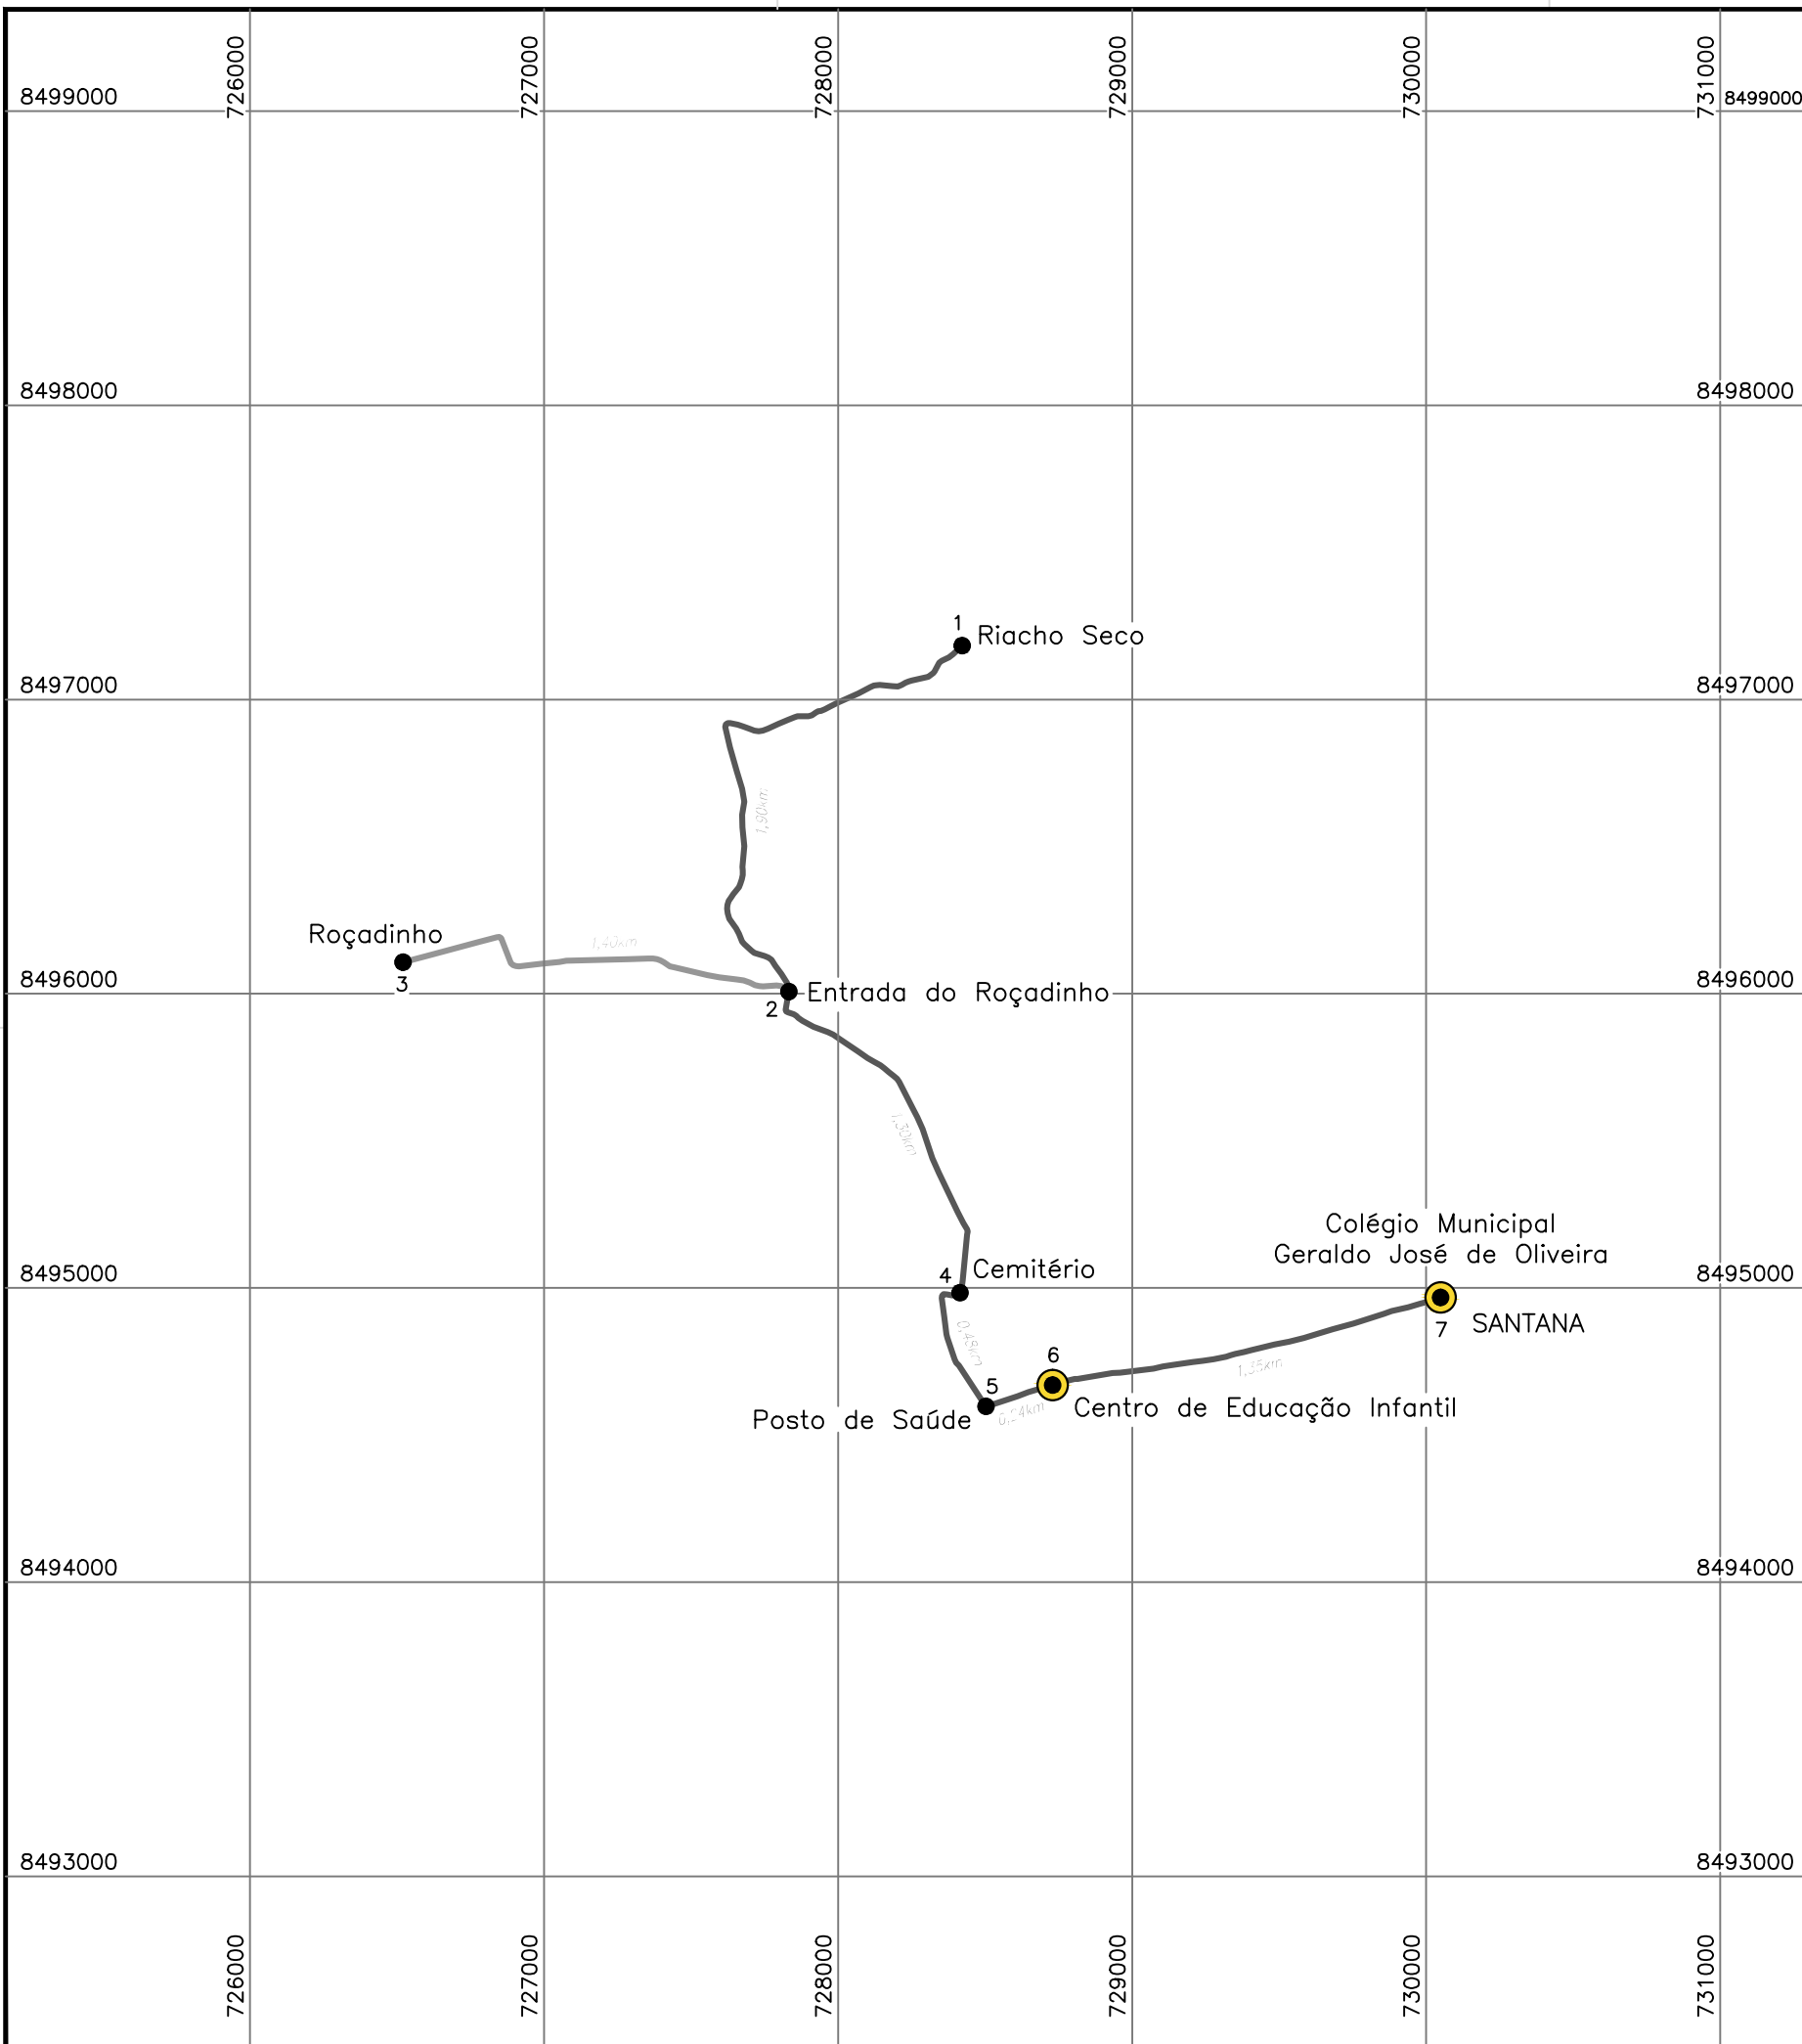 726000
727000
728000
729000
730000
731000
8499000
8499000
8498000
8498000
1
Riacho Seco
8497000
8497000
1,90km
Roçadinho
1,40km
3
8496000
8496000
2
Entrada do Roçadinho
1,30km
Colégio Municipal
Geraldo José de Oliveira
4
Cemitério
8495000
8495000
7
SANTANA
0,48km
6
5
Posto de Saúde
Centro de Educação Infantil
8494000
8494000
8493000
8493000
726000
727000
728000
729000
730000
731000